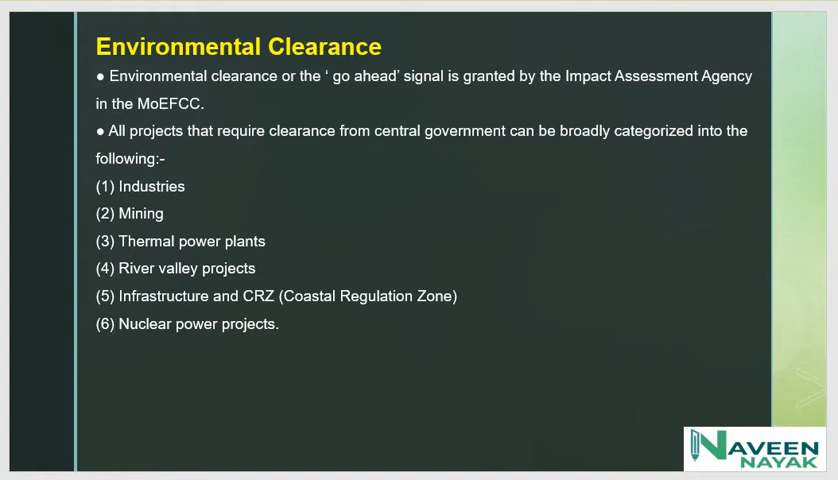 Environmental Clearance
● Environmental clearance or the ‘ go ahead’ signal is granted by the Impact Assessment Agency
in the MoEFCC.
● All projects that require clearance from central government can be broadly categorized into the
following:-
(1) Industries
(2) Mining
(3) Thermal power plants
(4) River valley projects
(5) Infrastructure and CRZ (Coastal Regulation Zone)
(6) Nuclear power projects.
NAVEEN
NAYAK